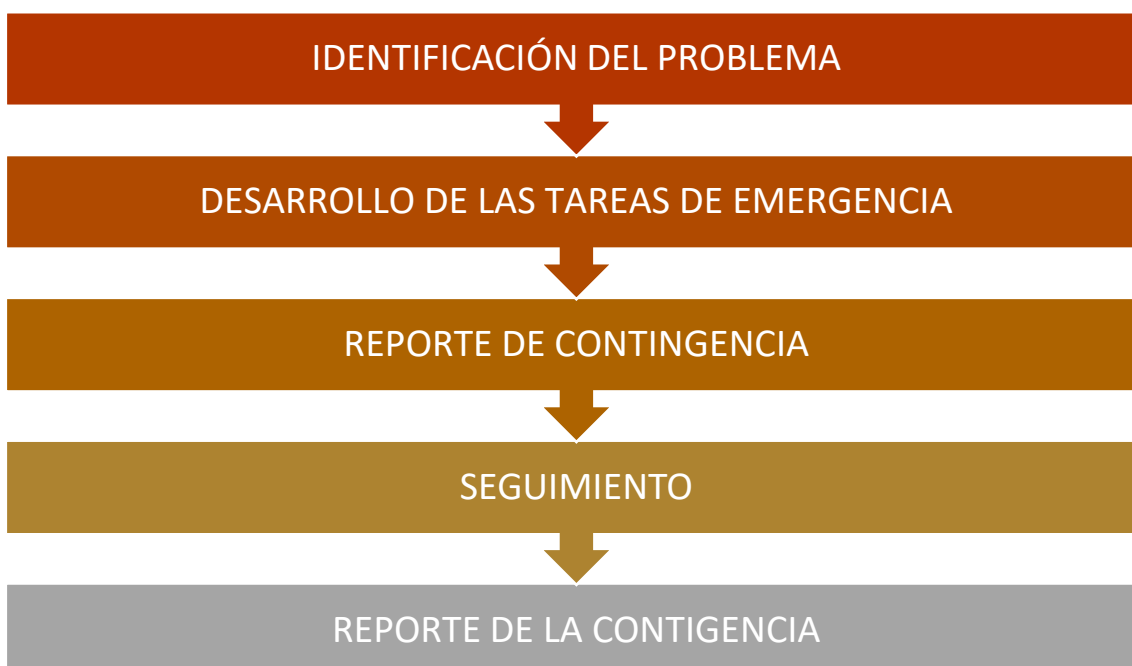 IDENTIFICACIÓN DEL PROBLEMA
DESARROLLO DE LAS TAREAS DE EMERGENCIA
REPORTE DE CONTINGENCIA
SEGUIMIENTO
REPORTE DE LA CONTIGENCIA